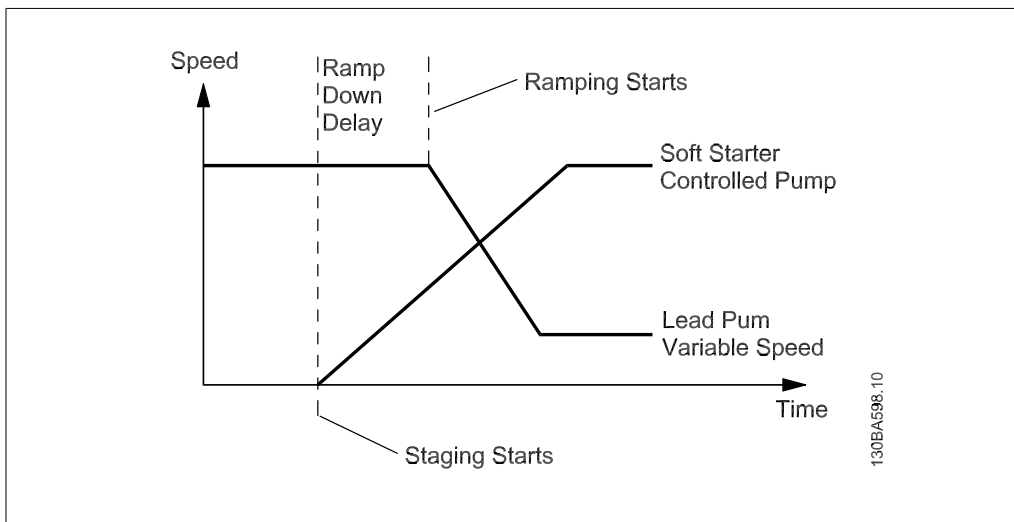 Speed
Ramp
Down
Delay
Ramping Starts
Soft Starter
Controlled Pump
Lead Pum
Variable Speed
Time
Staging Starts
130BA598.10